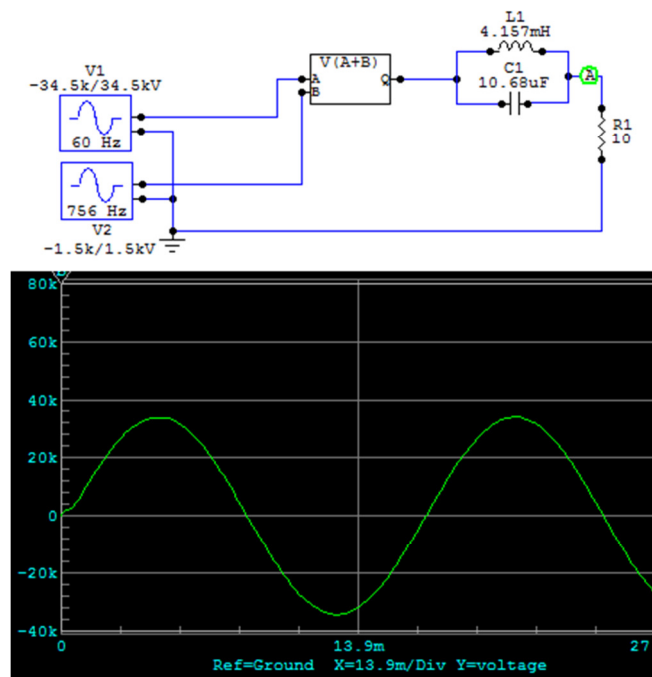 L1
4.157mH
V(A+B)
A
B
Q
C1
10.68uF
A
V1
-34.5k/34.5kV
60 Hz
R1
10
756 Hz
V2
-1.5k/1.5kV
80k
60k
40k
20k
0
-20k
-40k
0
13.9m
27
Ref=Ground X=13.9m/Div Y=voltage